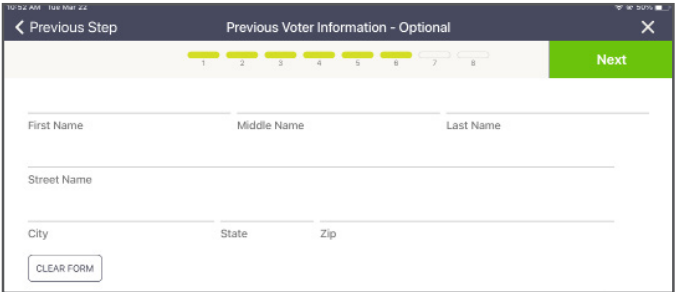 10:52 AM Tue Mar 22 50%
Previous Step Previous Voter Information - Optional
1 2 3 4 5 6 7 8 Next
First Name Middle Name Last Name
Street Name
City State Zip
CLEAR FORM